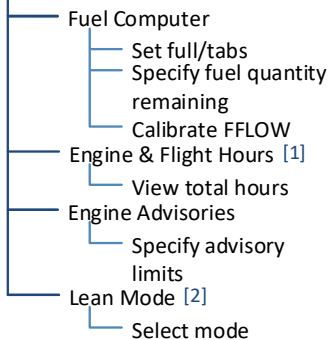 Fuel Computer
Set full/tabs
Specify fuel quantity
remaining
Calibrate FFLOW
Engine & Flight Hours [1]
View total hours
Engine Advisories
Specify advisory
limits
Lean Mode [2]
Select mode